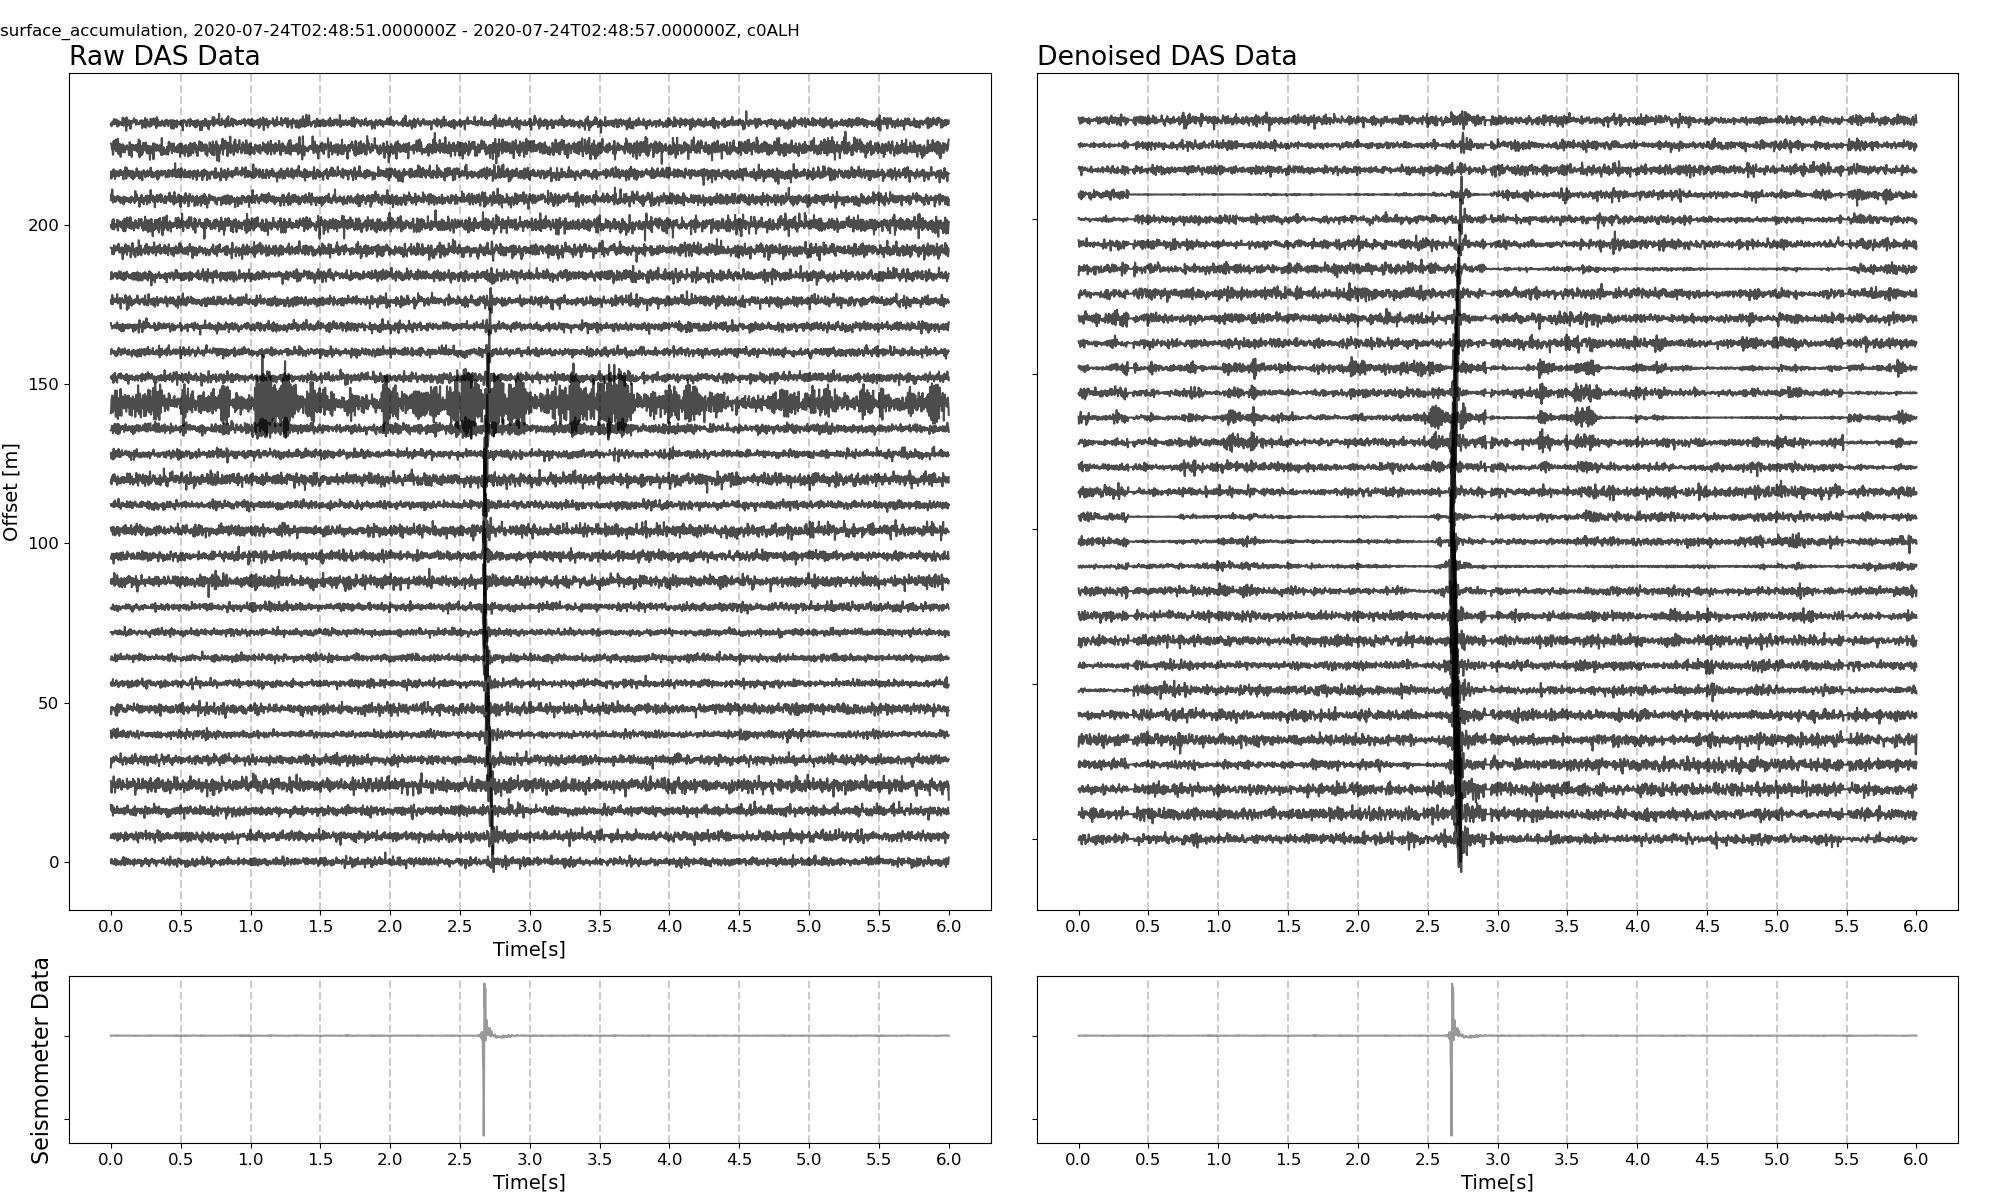 surface_accumulation, 2020-07-24T02:48:51.000000Z - 2020-07-24T02:48:57.000000Z, c0ALH
Raw DAS Data
Offset [m]
200
150
100
50
0
0.0 0.5 1.0 1.5 2.0 2.5 3.0 3.5 4.0 4.5 5.0 5.5 6.0
Time[s]
Denoised DAS Data
0.0 0.5 1.0 1.5 2.0 2.5 3.0 3.5 4.0 4.5 5.0 5.5 6.0
Seismometer Data
0.0 0.5 1.0 1.5 2.0 2.5 3.0 3.5 4.0 4.5 5.0 5.5 6.0
Time[s]
0.0 0.5 1.0 1.5 2.0 2.5 3.0 3.5 4.0 4.5 5.0 5.5 6.0
Time[s]